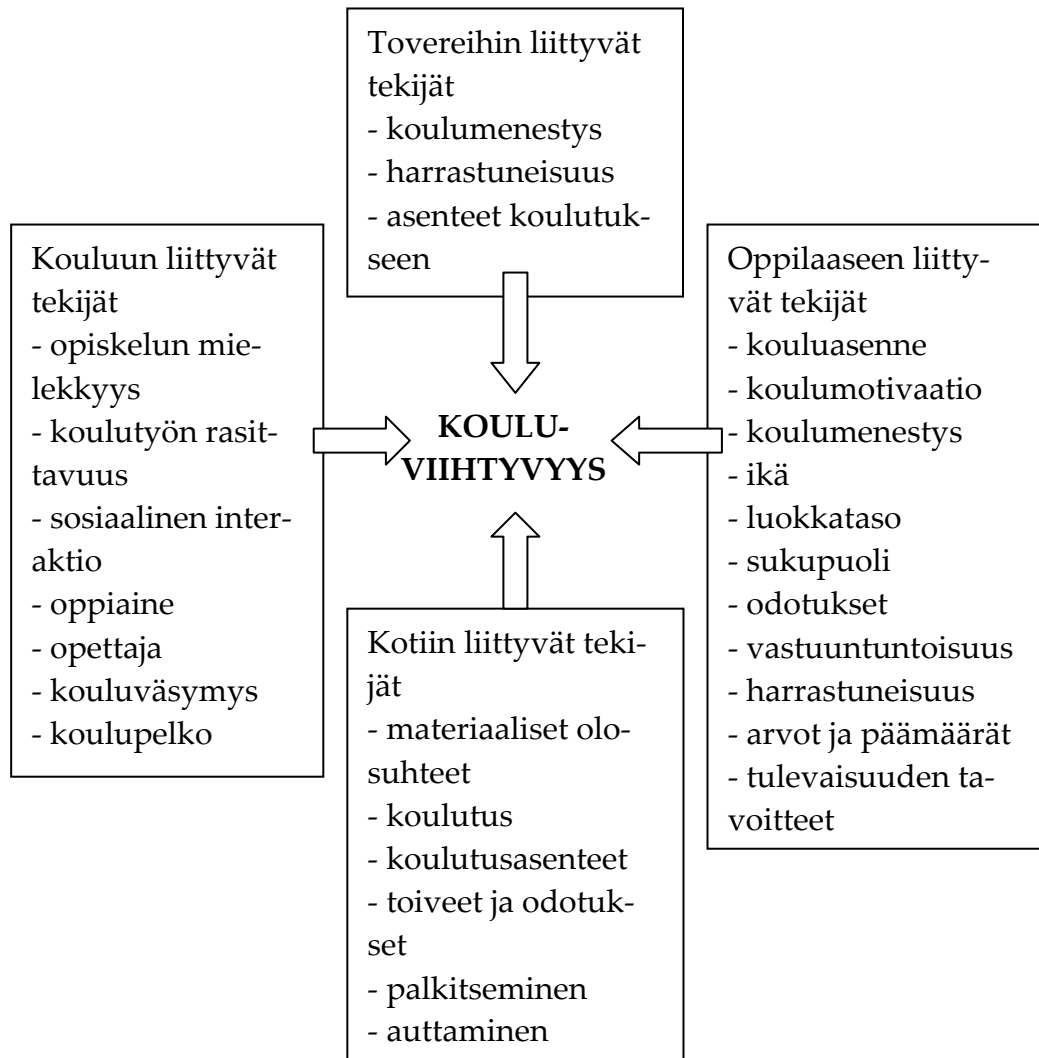 Tovereihin liittyvät
tekijät
- koulumenestys
- harrastuneisuus
- asenteet koulutuk-
seen
Kouluun liittyvät
tekijät
- opiskelun mie-
lekkyys
- koulutyön rasit-
tavuus
- sosiaalinen inter-
aktio
- oppiaine
- opettaja
- kouluväsymys
- koulupelko
KOULU-
VIIHTYVYYS
Oppilaaseen liitty-
vät tekijät
- kouluasenne
- koulumotivaatio
- koulumenestys
- ikä
- luokkataso
- sukupuoli
- odotukset
- vastuuntuntoisuus
- harrastuneisuus
- arvot ja päämäärät
- tulevaisuuden ta-
voitteet
Kotiin liittyvät teki-
jät
- materiaaliset olo-
suhteet
- koulutus
- koulutusasenteet
- toiveet ja odotuk-
set
- palkitseminen
- auttaminen